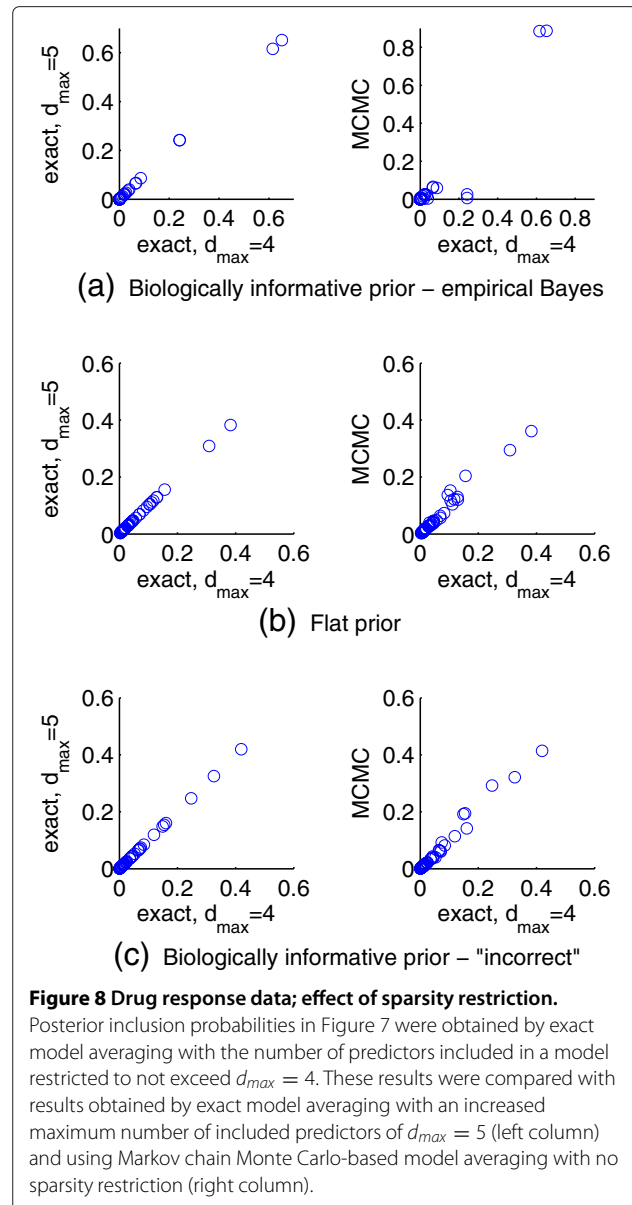 exact, d_max=5
0.6
0.4
0.2
0
0 0.2 0.4 0.6
exact, d_max=4
MCMC
0.8
0.6
0.4
0.2
0
0 0.2 0.4 0.6 0.8
exact, d_max=4
(a) Biologically informative prior – empirical Bayes
exact, d_max=5
0.6
0.4
0.2
0
0 0.2 0.4 0.6
exact, d_max=4
MCMC
0.6
0.4
0.2
0
0 0.2 0.4 0.6
exact, d_max=4
(b) Flat prior
exact, d_max=5
0.6
0.4
0.2
0
0 0.2 0.4 0.6
exact, d_max=4
MCMC
0.6
0.4
0.2
0
0 0.2 0.4 0.6
exact, d_max=4
(c) Biologically informative prior – "incorrect"
Figure 8 Drug response data; effect of sparsity restriction.
Posterior inclusion probabilities in Figure 7 were obtained by exact
model averaging with the number of predictors included in a model
restricted to not exceed d_max = 4. These results were compared with
results obtained by exact model averaging with an increased
maximum number of included predictors of d_max = 5 (left column)
and using Markov chain Monte Carlo-based model averaging with no
sparsity restriction (right column).